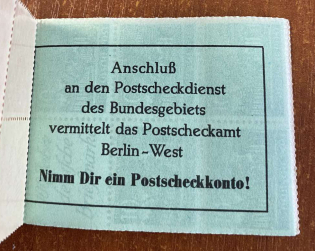 Anschluß
an den Postscheckdienst
des Bundesgebiets
vermittelt das Postscheckamt
Berlin-West
Nimm Dir ein Postscheckkonto!